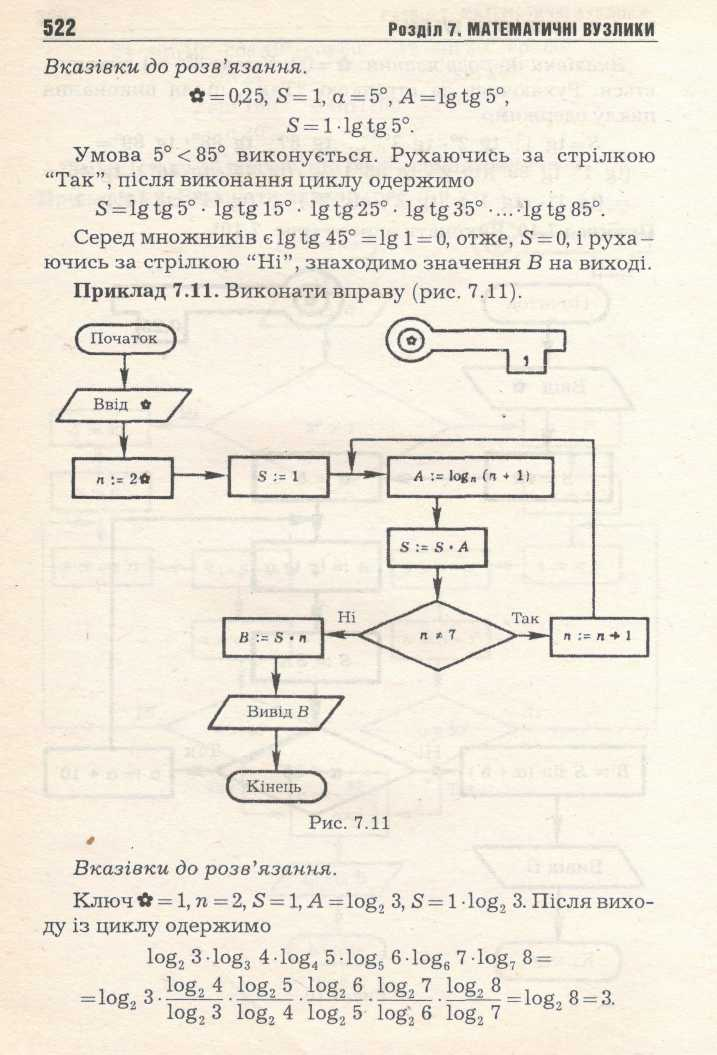 522
Розділ 7. МАТЕМАТИЧНІ ВУЗЛИКИ
Вказівки до розв’язання.
✿ = 0,25, S = 1, α = 5°, A = lg tg 5°,
S = 1 · lg tg 5°.
Умова 5° < 85° виконується. Рухаючись за стрілкою
“Так”, після виконання циклу одержимо
S = lg tg 5° · lg tg 15° · lg tg 25° · lg tg 35° · ... · lg tg 85°.
Серед множників є lg tg 45° = lg 1 = 0, отже, S = 0, і руха–
ючись за стрілкою “Ні”, знаходимо значення B на виході.
Приклад 7.11. Виконати вправу (рис. 7.11).
Початок
✿
,
Ввід ✿
n := 2✿
S := 1
A := logₙ (n + 1)
S := S · A
n ≠ 7
Ні
Так
B := S · n
n := n + 1
Вивід B
Кінець
Рис. 7.11
Вказівки до розв’язання.
Ключ ✿ = 1, n = 2, S = 1, A = log₂ 3, S = 1 · log₂ 3. Після вихо-
ду із циклу одержимо
log₂ 3 · log₃ 4 · log₄ 5 · log₅ 6 · log₆ 7 · log₇ 8 =
= log₂ 3 · log₂ 4 / log₂ 3 · log₂ 5 / log₂ 4 · log₂ 6 / log₂ 5 · log₂ 7 / log₂ 6 · log₂ 8 / log₂ 7 = log₂ 8 = 3.